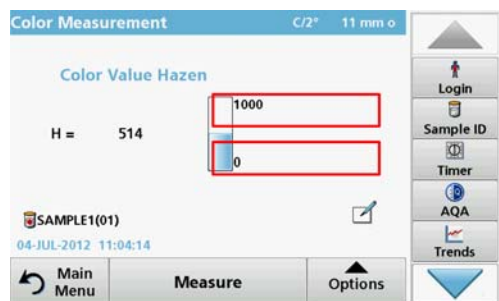 Color Measurement C/2° 11 mm o
Color Value Hazen
1000
H = 514
0
SAMPLE1(01)
04-JUL-2012 11:04:14
Main Menu
Measure
Options
Login
Sample ID
Timer
AQA
Trends